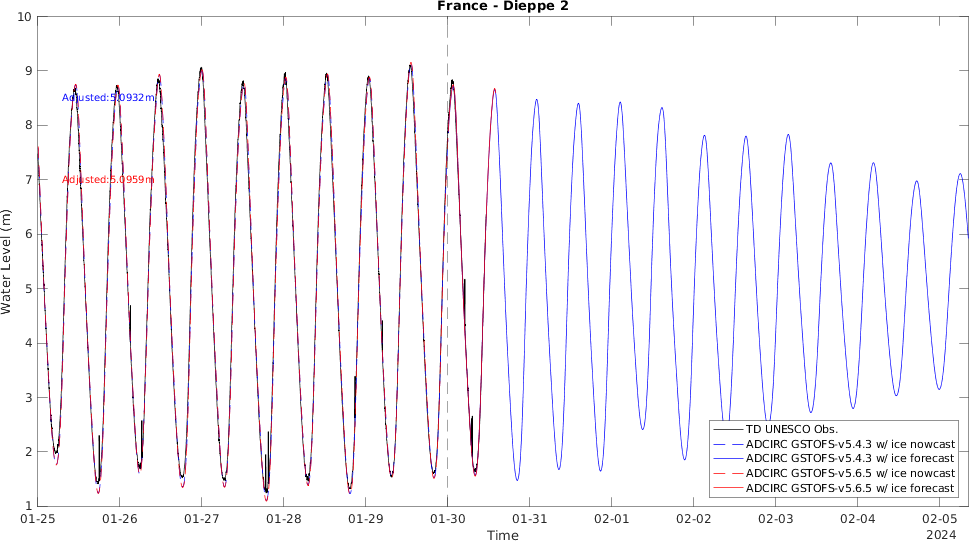 France - Dieppe 2
10
9
8
7
6
5
4
3
2
1
Water Level (m)
Adjusted:5.0932m
Adjusted:5.0959m
TD UNESCO Obs.
ADCIRC GSTOFS-v5.4.3 w/ ice nowcast
ADCIRC GSTOFS-v5.4.3 w/ ice forecast
ADCIRC GSTOFS-v5.6.5 w/ ice nowcast
ADCIRC GSTOFS-v5.6.5 w/ ice forecast
01-25 01-26 01-27 01-28 01-29 01-30 01-31 02-01 02-02 02-03 02-04 02-05
2024
Time